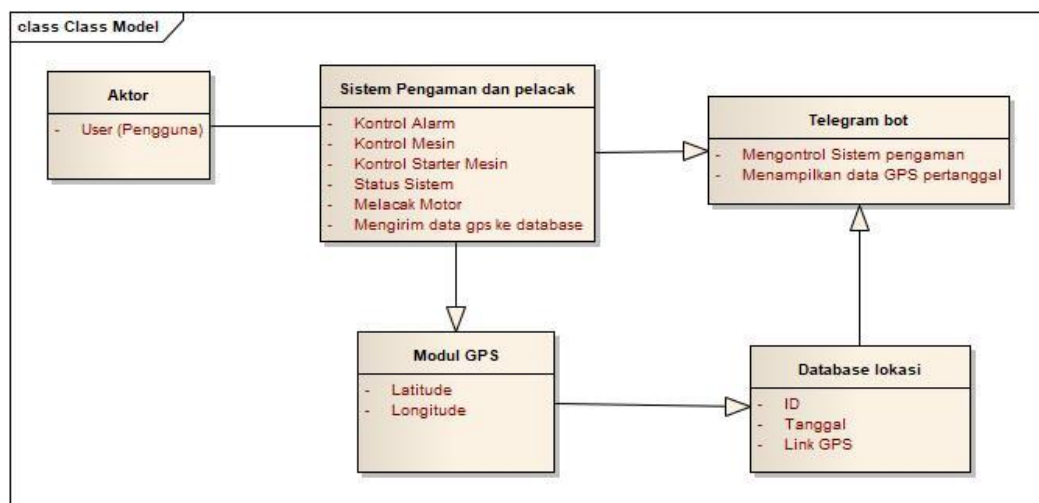 class Class Model
Aktor
- User (Pengguna)
Sistem Pengaman dan pelacak
- Kontrol Alarm
- Kontrol Mesin
- Kontrol Starter Mesin
- Status Sistem
- Melacak Motor
- Mengirim data gps ke database
Telegram bot
- Mengontrol Sistem pengaman
- Menampilkan data GPS pertanggal
Modul GPS
- Latitude
- Longitude
Database lokasi
- ID
- Tanggal
- Link GPS